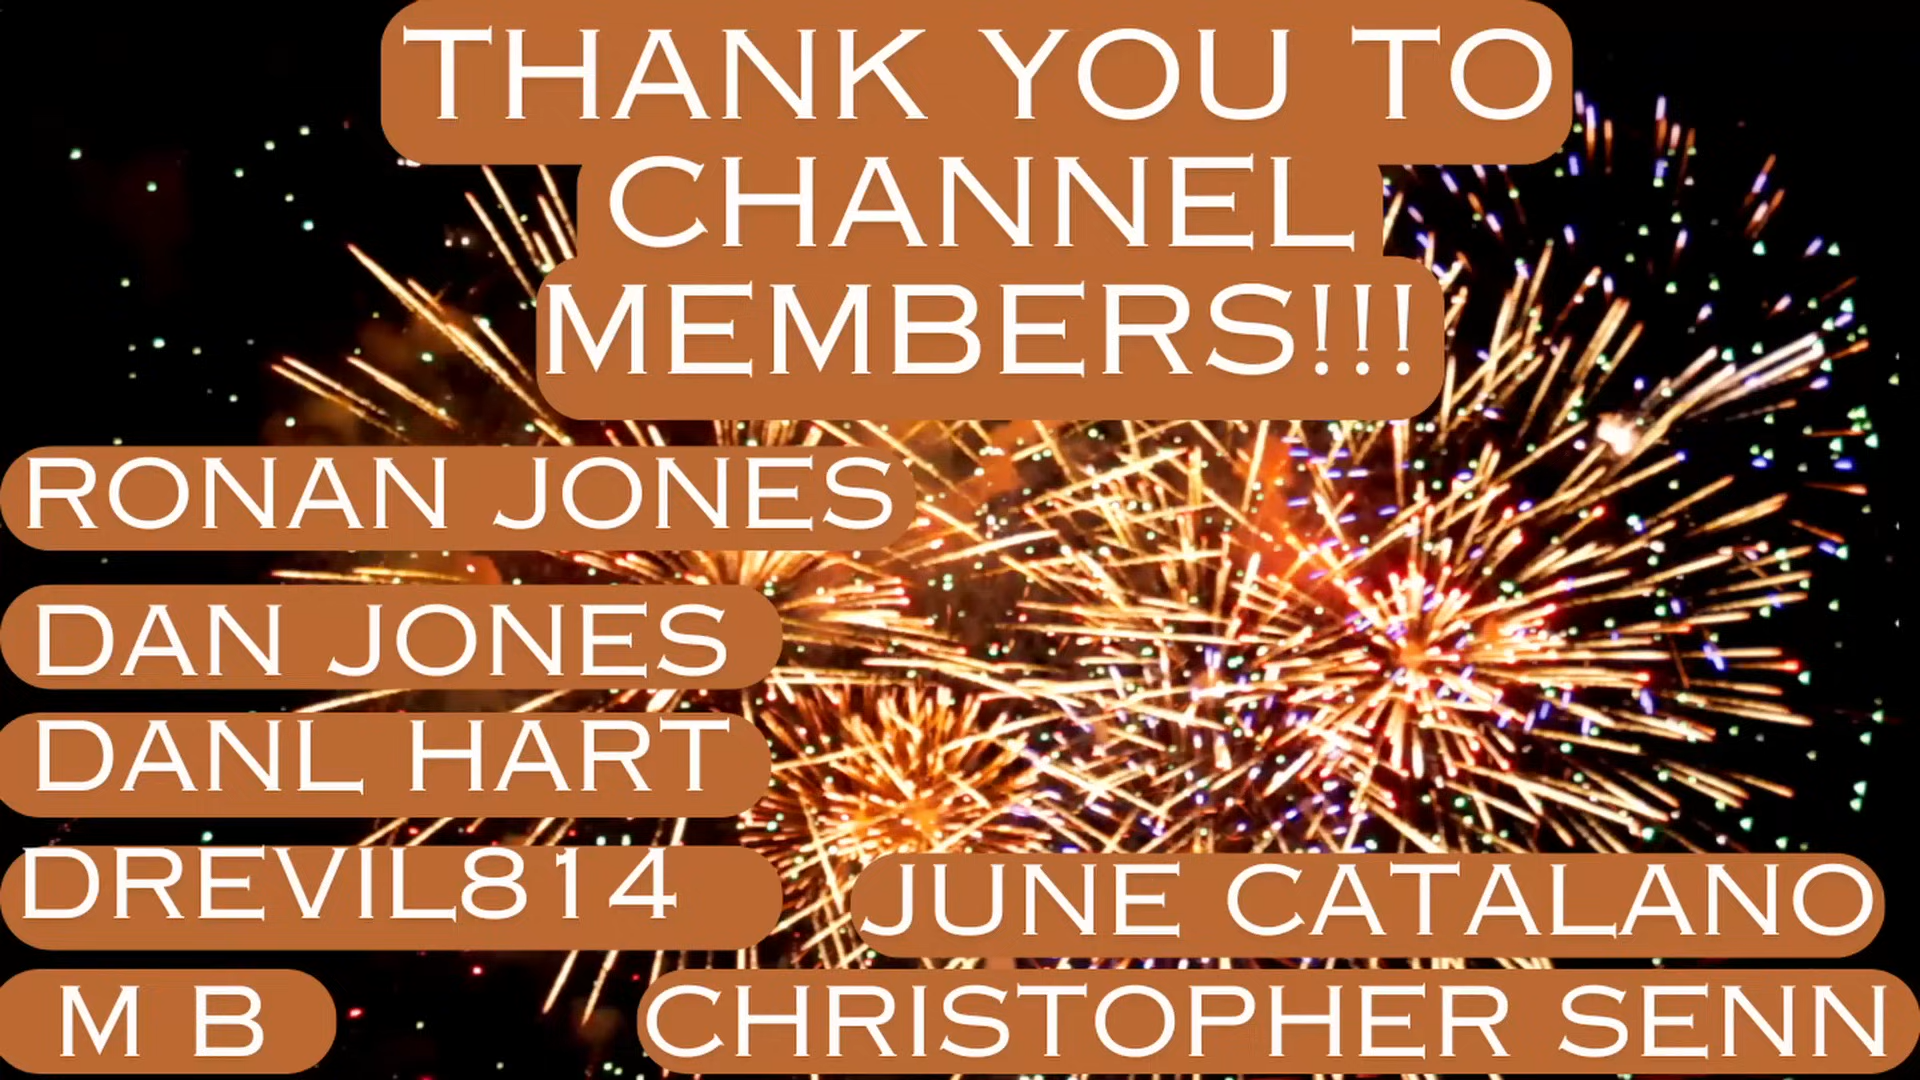 THANK YOU TO
CHANNEL
MEMBERS!!!
RONAN JONES
DAN JONES
DANL HART
DREVIL814
JUNE CATALANO
M B
CHRISTOPHER SENN